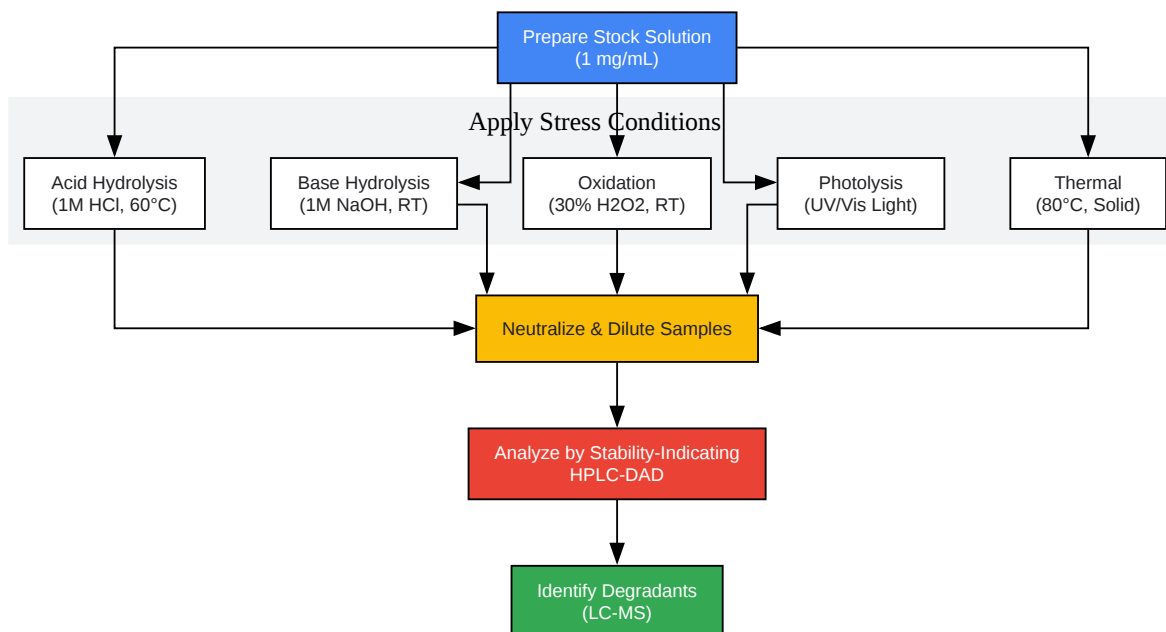 Prepare Stock Solution
(1 mg/mL)
Apply Stress Conditions
Acid Hydrolysis
(1M HCl, 60°C)
Base Hydrolysis
(1M NaOH, RT)
Oxidation
(30% H2O2, RT)
Photolysis
(UV/Vis Light)
Thermal
(80°C, Solid)
Neutralize & Dilute Samples
Analyze by Stability-Indicating
HPLC-DAD
Identify Degradants
(LC-MS)